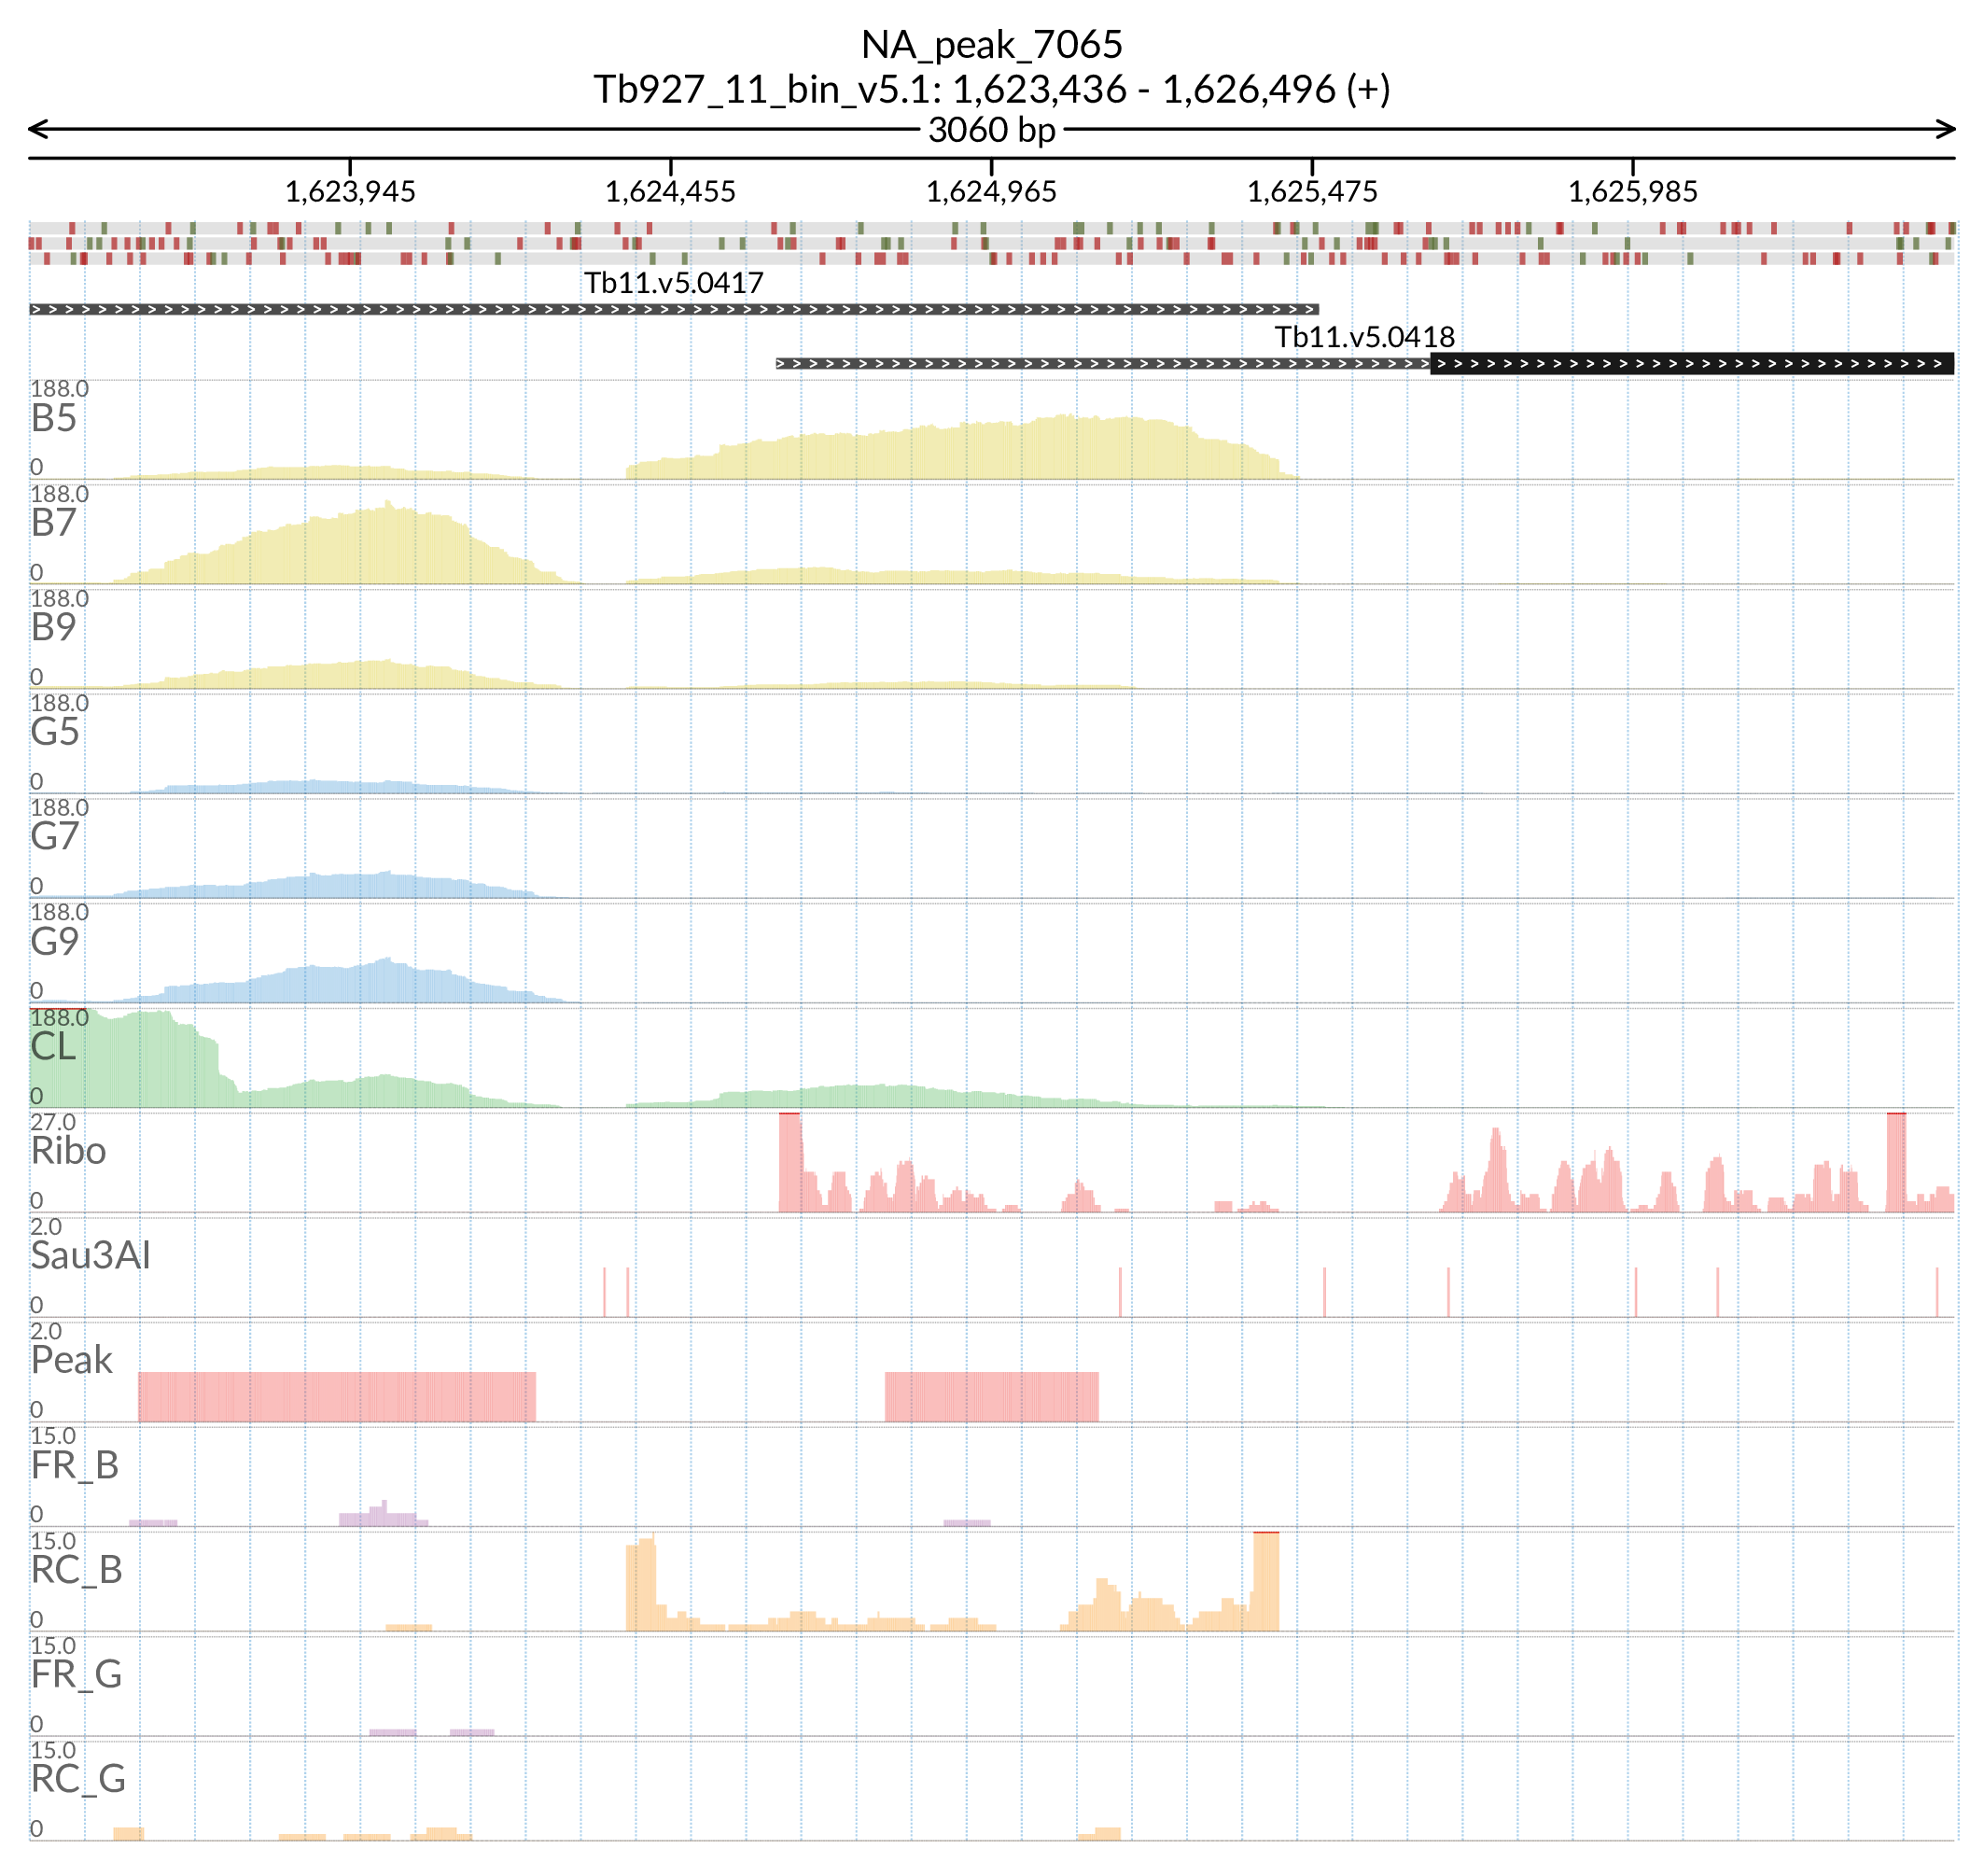 NA_peak_7065
Tb927_11_bin_v5.1: 1,623,436 - 1,626,496 (+)
3060 bp
1,623,945 1,624,455 1,624,965 1,625,475 1,625,985
Tb11.v5.0417
Tb11.v5.0418
188.0
B5
0
188.0
B7
0
188.0
B9
0
188.0
G5
0
188.0
G7
0
188.0
G9
0
188.0
CL
0
27.0
Ribo
0
2.0
Sau3AI
0
2.0
Peak
0
15.0
FR_B
0
15.0
RC_B
0
15.0
FR_G
0
15.0
RC_G
0